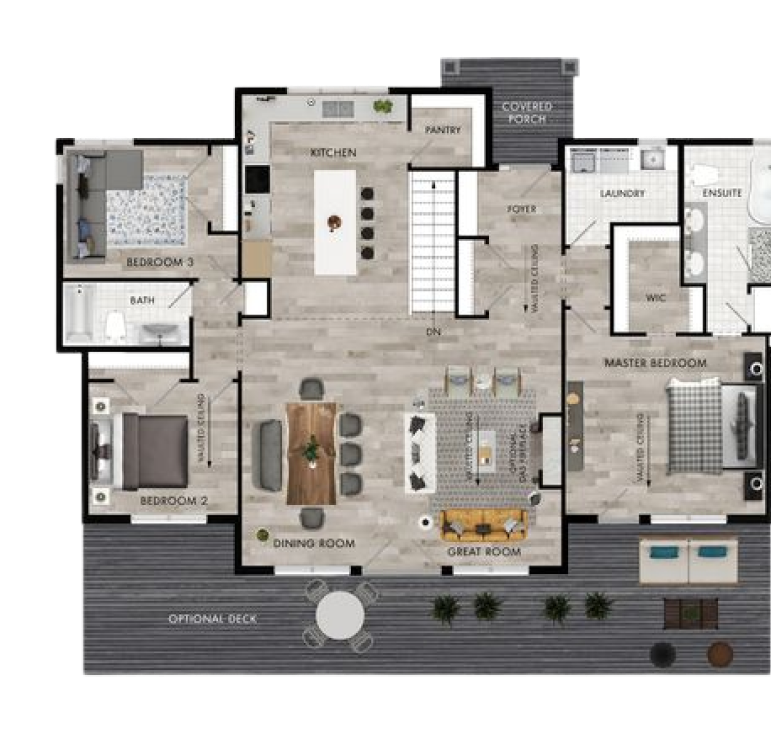 COVERED
PORCH
PANTRY
KITCHEN
LAUNDRY
ENSUITE
FOYER
BEDROOM 3
VAULTED CEILING
BATH
WIC
DN
MASTER BEDROOM
VAULTED CEILING
VAULTED CEILING
OPTIONAL
GAS FIREPLACE
VAULTED CEILING
BEDROOM 2
DINING ROOM
GREAT ROOM
OPTIONAL DECK